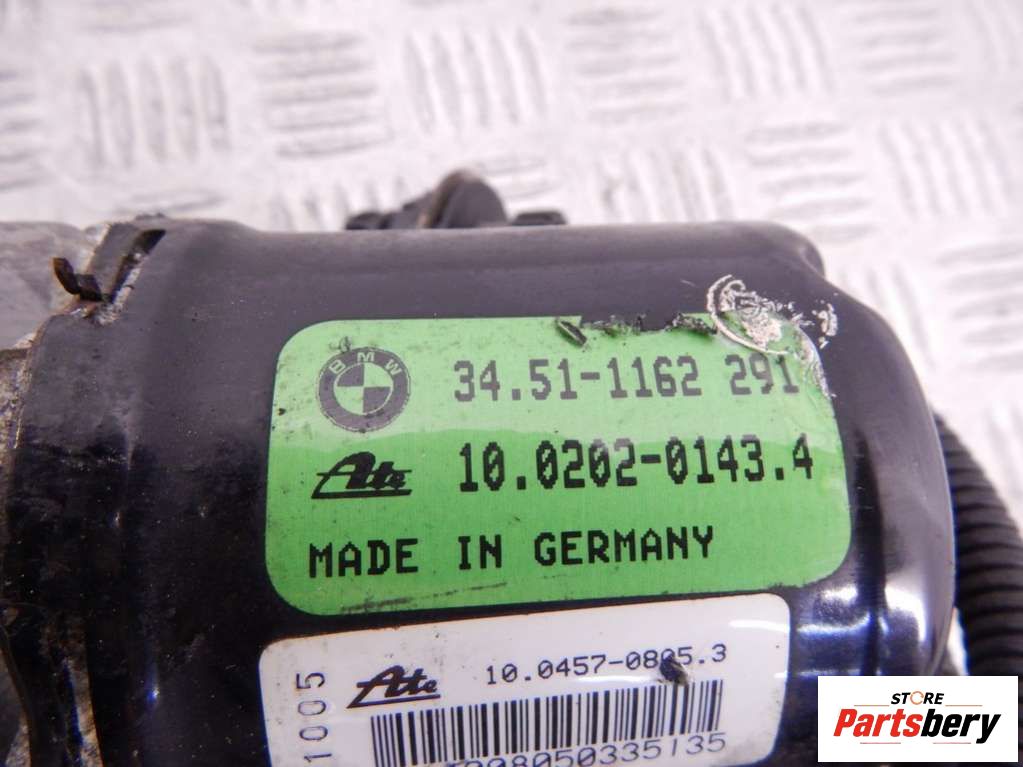 BMW
34.51-1162 291
Ate
10.0202-0143.4
MADE IN GERMANY
1005
Ate
10.0457-0805.3
STORE
Partsbery